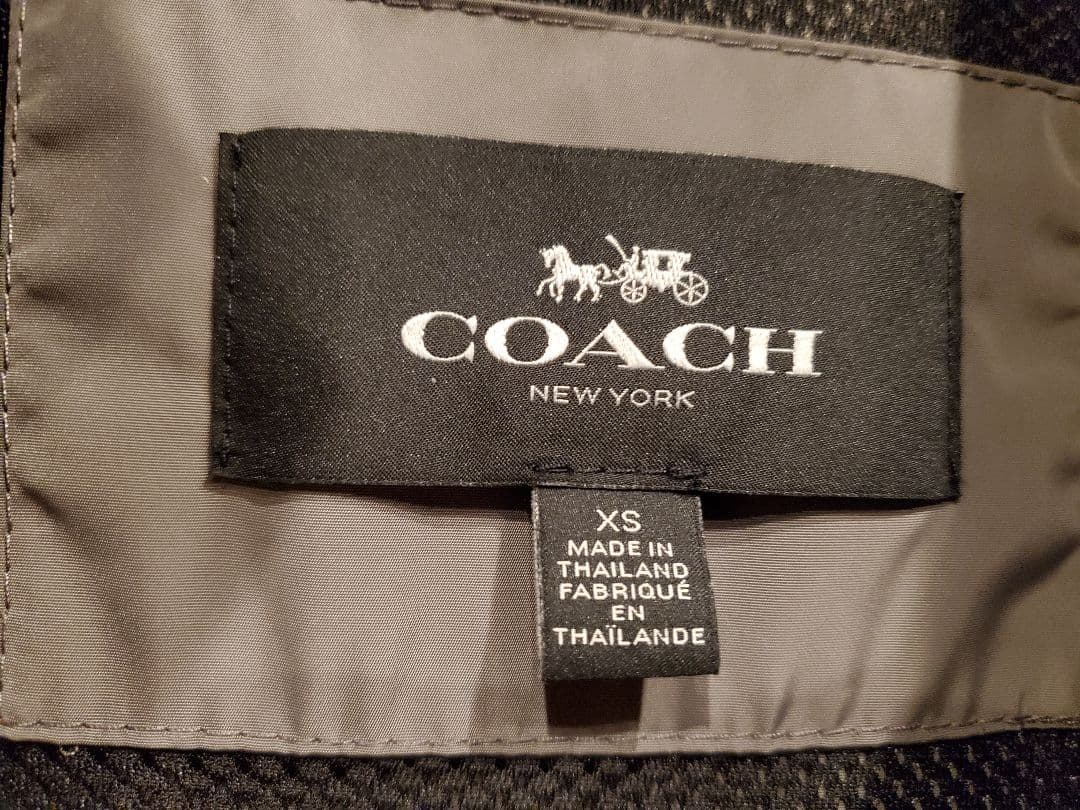 COACH
NEW YORK
XS
MADE IN
THAILAND
FABRIQUÉ
EN
THAÏLANDE